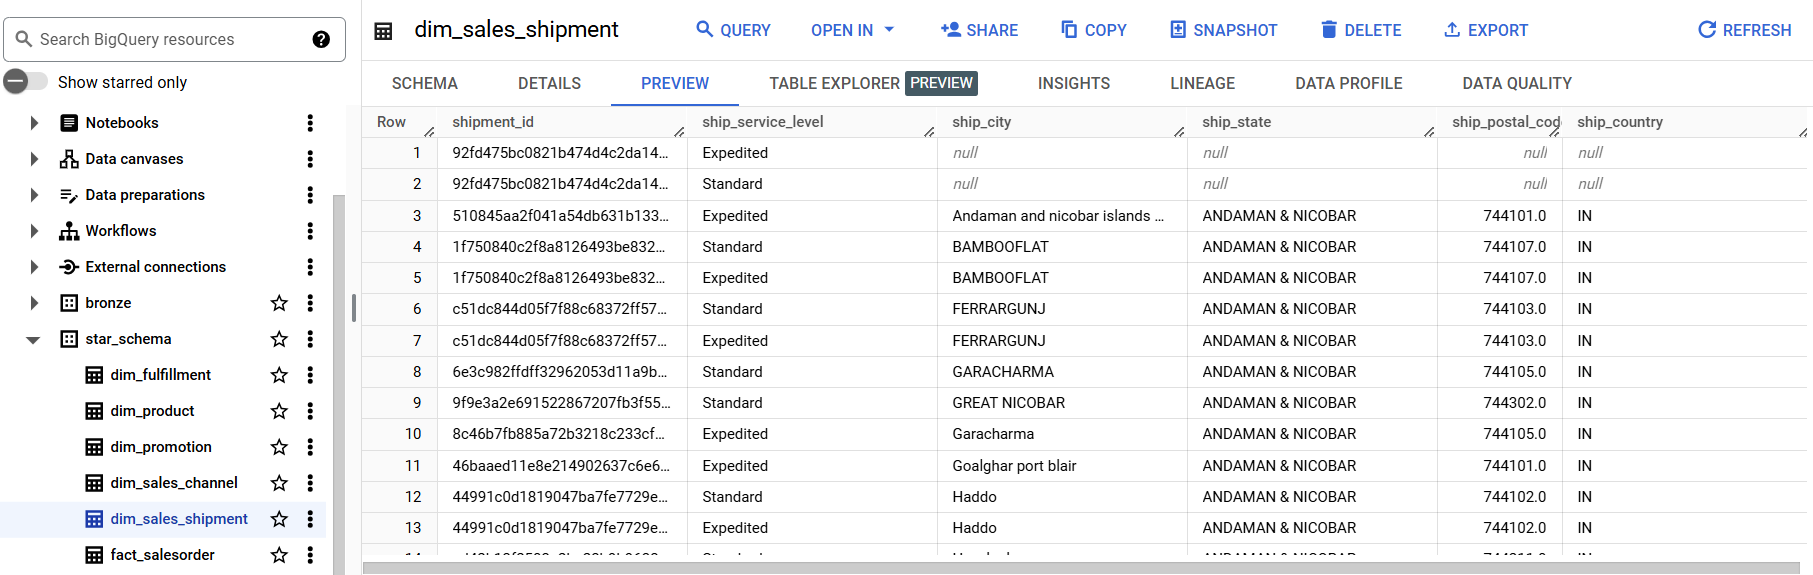 Search BigQuery resources
Show starred only
Notebooks
Data canvases
Data preparations
Workflows
External connections
bronze
star_schema
dim_fulfillment
dim_product
dim_promotion
dim_sales_channel
dim_sales_shipment
fact_salesorder
dim_sales_shipment QUERY OPEN IN SHARE COPY SNAPSHOT DELETE EXPORT REFRESH
SCHEMA DETAILS PREVIEW TABLE EXPLORER PREVIEW INSIGHTS LINEAGE DATA PROFILE DATA QUALITY
Row shipment_id ship_service_level ship_city ship_state ship_postal_cod ship_country
1 92fd475bc0821b474d4c2da14... Expedited null null null null
2 92fd475bc0821b474d4c2da14... Standard null null null null
3 510845aa2f041a54db631b133... Expedited Andaman and nicobar islands ... ANDAMAN & NICOBAR 744101.0 IN
4 1f750840c2f8a8126493be832... Standard BAMBOOFLAT ANDAMAN & NICOBAR 744107.0 IN
5 1f750840c2f8a8126493be832... Expedited BAMBOOFLAT ANDAMAN & NICOBAR 744107.0 IN
6 c51dc844d05f7f88c68372ff57... Standard FERRARGUNJ ANDAMAN & NICOBAR 744103.0 IN
7 c51dc844d05f7f88c68372ff57... Expedited FERRARGUNJ ANDAMAN & NICOBAR 744103.0 IN
8 6e3c982ffdff32962053d11a9b... Standard GARACHARMA ANDAMAN & NICOBAR 744105.0 IN
9 9f9e3a2e691522867207fb3f55... Standard GREAT NICOBAR ANDAMAN & NICOBAR 744302.0 IN
10 8c46b7fb885a72b3218c233cf... Expedited Garacharma ANDAMAN & NICOBAR 744105.0 IN
11 46baaed11e8e214902637c6e6... Expedited Goalghar port blair ANDAMAN & NICOBAR 744101.0 IN
12 44991c0d1819047ba7fe7729e... Standard Haddo ANDAMAN & NICOBAR 744102.0 IN
13 44991c0d1819047ba7fe7729e... Expedited Haddo ANDAMAN & NICOBAR 744102.0 IN